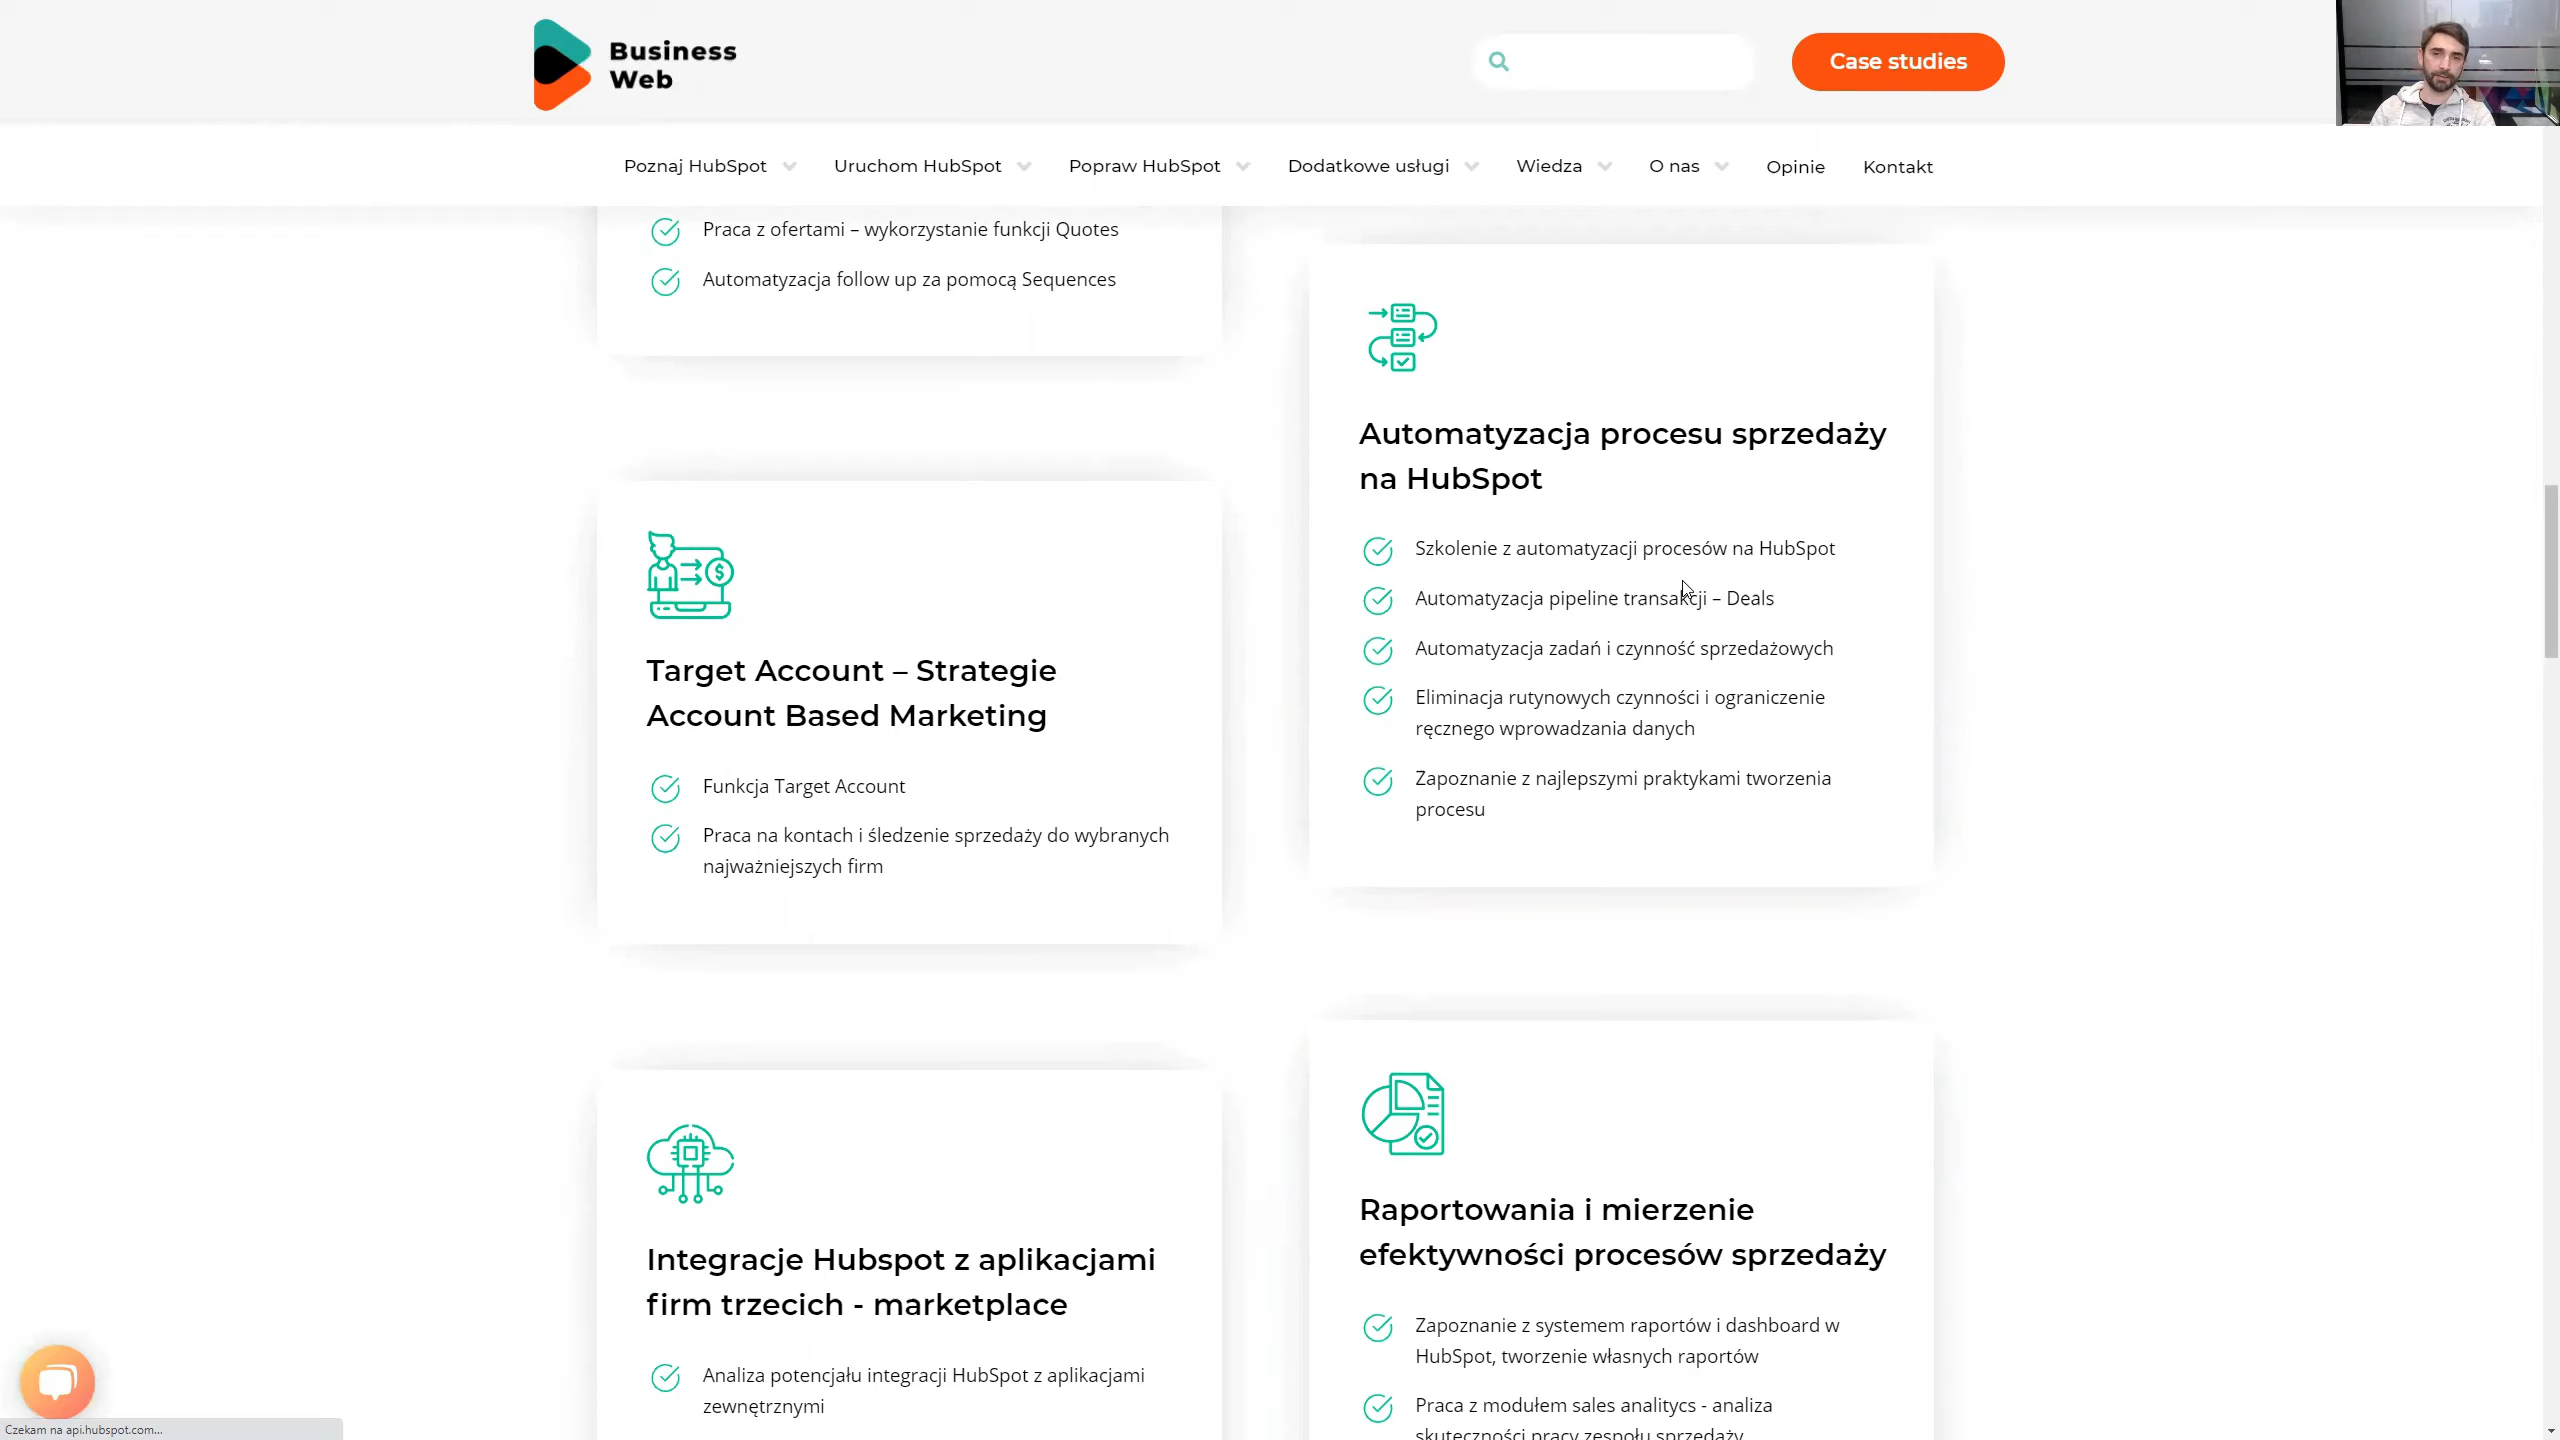 Business
Web
Case studies
Poznaj HubSpot
Uruchom HubSpot
Popraw HubSpot
Dodatkowe usługi
Wiedza
O nas
Opinie
Kontakt
Praca z ofertami – wykorzystanie funkcji Quotes
Automatyzacja follow up za pomocą Sequences
Target Account – Strategie
Account Based Marketing
Funkcja Target Account
Praca na kontach i śledzenie sprzedaży do wybranych
najważniejszych firm
Integracje Hubspot z aplikacjami
firm trzecich - marketplace
Analiza potencjału integracji HubSpot z aplikacjami
zewnętrznymi
Automatyzacja procesu sprzedaży
na HubSpot
Szkolenie z automatyzacji procesów na HubSpot
Automatyzacja pipeline transakcji – Deals
Automatyzacja zadań i czynność sprzedażowych
Eliminacja rutynowych czynności i ograniczenie
ręcznego wprowadzania danych
Zapoznanie z najlepszymi praktykami tworzenia
procesu
Raportowania i mierzenie
efektywności procesów sprzedaży
Zapoznanie z systemem raportów i dashboard w
HubSpot, tworzenie własnych raportów
Praca z modułem sales analitycs - analiza
skuteczności pracy zespołu sprzedaży
Czekam na api.hubspot.com...